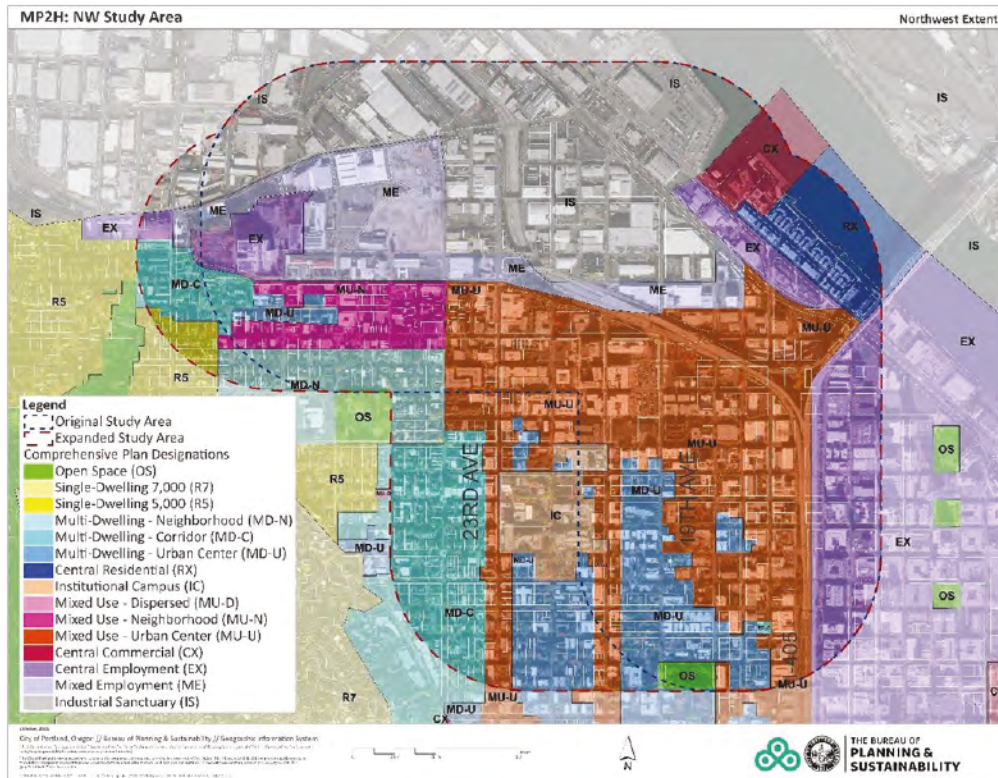 MP2H: NW Study Area
Northwest Extent
IS
IS
IS
CX
ME
ME
IS
IS
EX
EX
EX
RX
IS
ME
ME
MD-C
MU-N
MU-U
MD-U
MU-U
R5
EX
R5
MD-N
MU-U
OS
MU-U
OS
R5
23RD AVE
MD-U
19TH AVE
IC
MD-U
MD-U
EX
MD-C
MD-U
OS
405
OS
MU-U
R7
MD-U
MU-U
CX
Legend
Original Study Area
Expanded Study Area
Comprehensive Plan Designations
Open Space (OS)
Single-Dwelling 7,000 (R7)
Single-Dwelling 5,000 (R5)
Multi-Dwelling - Neighborhood (MD-N)
Multi-Dwelling - Corridor (MD-C)
Multi-Dwelling - Urban Center (MD-U)
Central Residential (RX)
Institutional Campus (IC)
Mixed Use - Dispersed (MU-D)
Mixed Use - Neighborhood (MU-N)
Mixed Use - Urban Center (MU-U)
Central Commercial (CX)
Central Employment (EX)
Mixed Employment (ME)
Industrial Sanctuary (IS)
City of Portland, Oregon // Bureau of Planning & Sustainability // Geographic Information System
N
THE BUREAU OF
PLANNING &
SUSTAINABILITY